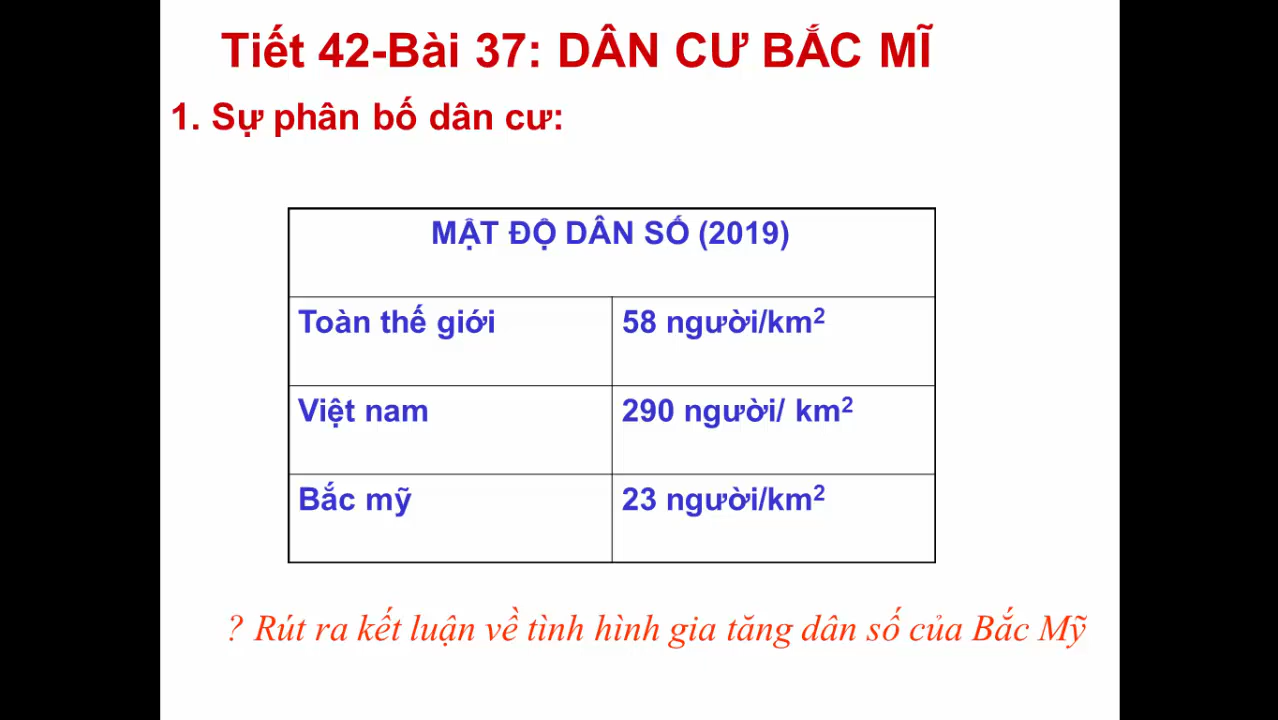 Tiết 42-Bài 37: DÂN CƯ BẮC MĨ
1. Sự phân bố dân cư:
MẬT ĐỘ DÂN SỐ (2019)
Toàn thế giới 58 người/km²
Việt nam 290 người/ km²
Bắc mỹ 23 người/km²
? Rút ra kết luận về tình hình gia tăng dân số của Bắc Mỹ